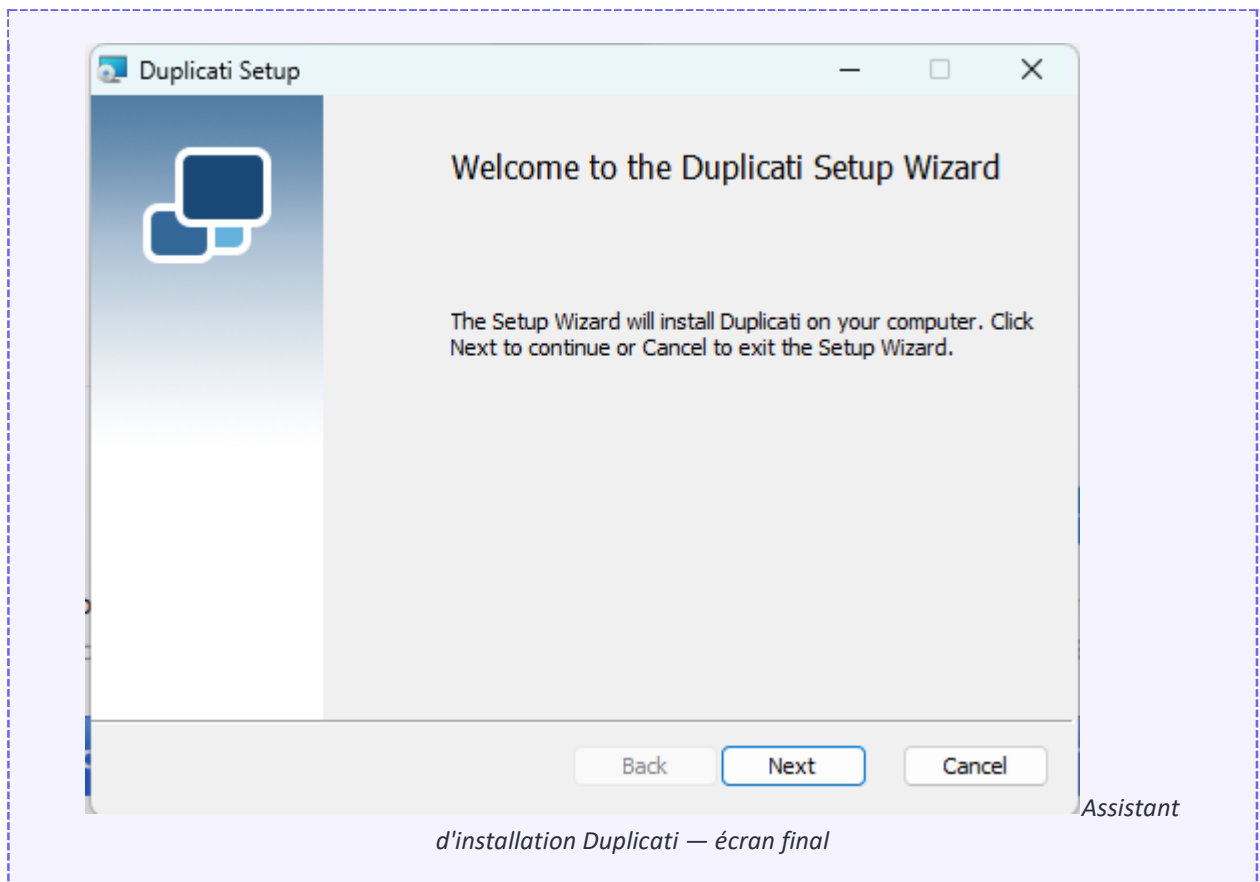 Duplicati Setup
Welcome to the Duplicati Setup Wizard
The Setup Wizard will install Duplicati on your computer. Click
Next to continue or Cancel to exit the Setup Wizard.
Back
Next
Cancel
Assistant
d'installation Duplicati — écran final